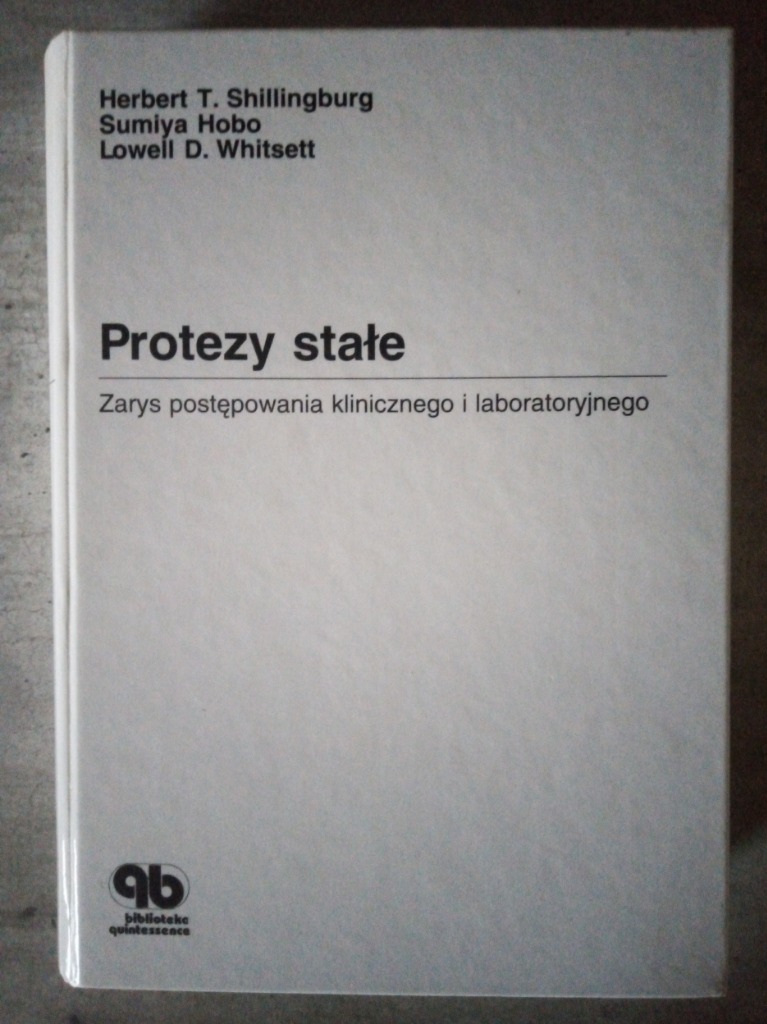 Herbert T. Shillingburg
Sumiya Hobo
Lowell D. Whitsett
Protezy stałe
Zarys postępowania klinicznego i laboratoryjnego
qb
biblioteka
quintessence